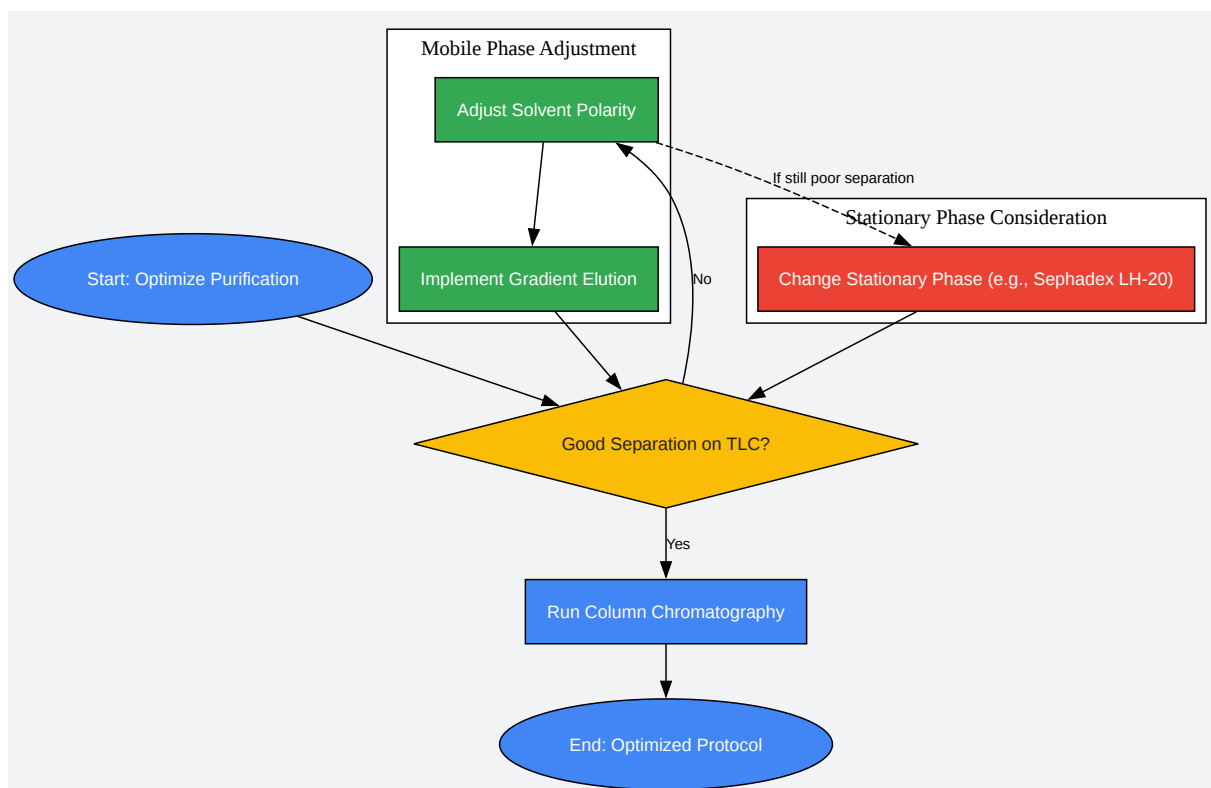 Mobile Phase Adjustment
Adjust Solvent Polarity
If still poor separation
Stationary Phase Consideration
Start: Optimize Purification
Implement Gradient Elution
No
Change Stationary Phase (e.g., Sephadex LH-20)
Good Separation on TLC?
Yes
Run Column Chromatography
End: Optimized Protocol